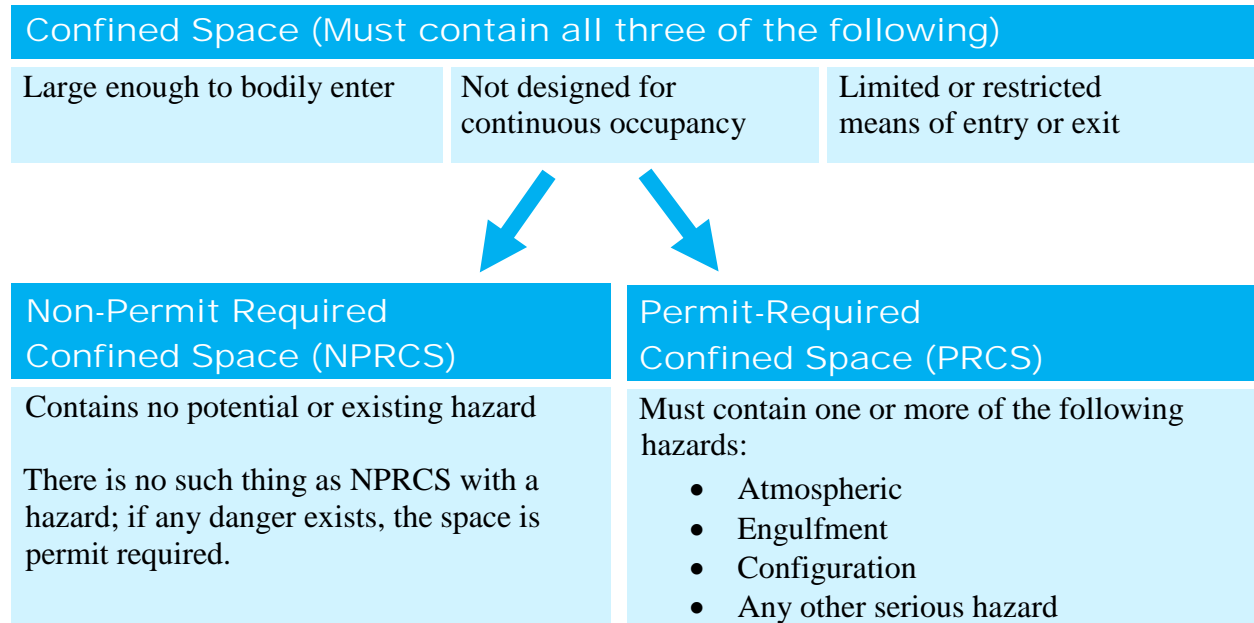 Confined Space (Must contain all three of the following)
Large enough to bodily enter
Not designed for
continuous occupancy
Limited or restricted
means of entry or exit
Non-Permit Required
Confined Space (NPRCS)
Contains no potential or existing hazard
There is no such thing as NPRCS with a
hazard; if any danger exists, the space is
permit required.
Permit-Required
Confined Space (PRCS)
Must contain one or more of the following
hazards:
• Atmospheric
• Engulfment
• Configuration
• Any other serious hazard